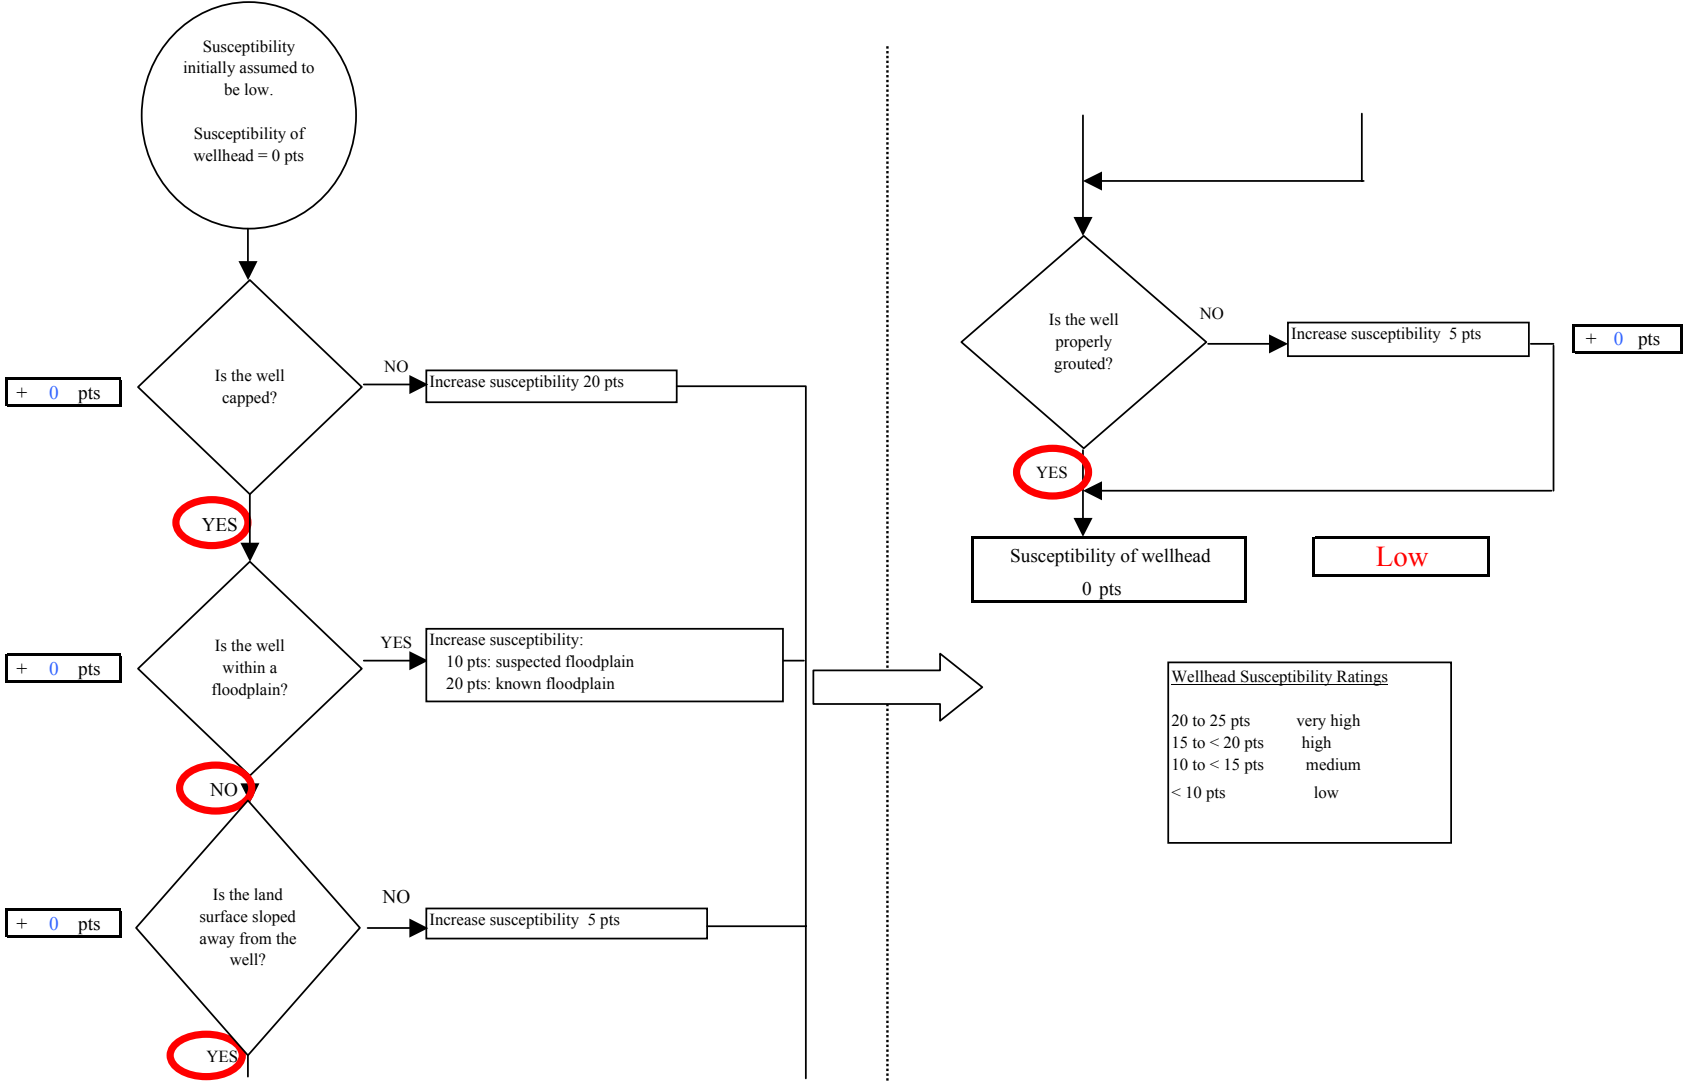 Susceptibility
initially assumed to
be low.
Susceptibility of
wellhead = 0 pts
Is the well
capped?
NO
Increase susceptibility 20 pts
+ 0 pts
YES
Is the well
within a
floodplain?
YES
Increase susceptibility:
10 pts: suspected floodplain
20 pts: known floodplain
+ 0 pts
NO
Is the land
surface sloped
away from the
well?
NO
Increase susceptibility 5 pts
+ 0 pts
YES
Is the well
properly
grouted?
NO
Increase susceptibility 5 pts
+ 0 pts
YES
Susceptibility of wellhead
0 pts
Low
Wellhead Susceptibility Ratings
20 to 25 pts very high
15 to < 20 pts high
10 to < 15 pts medium
< 10 pts low